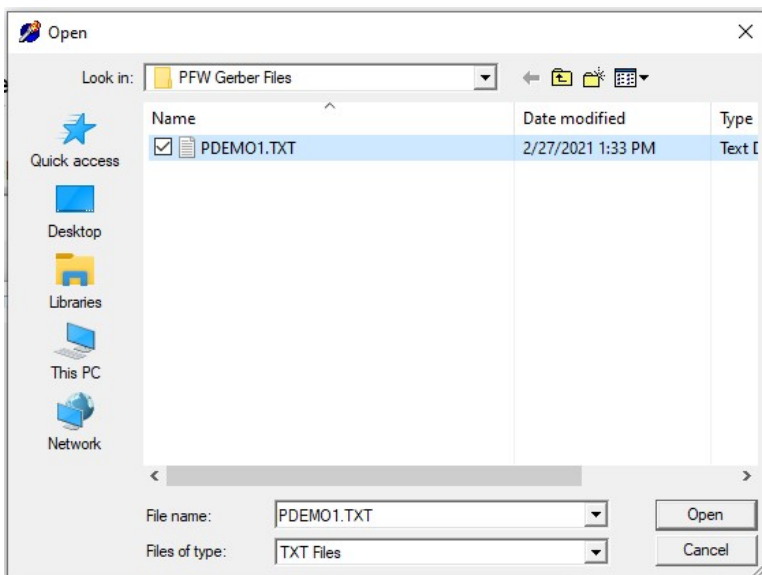 Open
Look in: PFW Gerber Files
Name Date modified Type
PDEMO1.TXT 2/27/2021 1:33 PM Text D
Quick access
Desktop
Libraries
This PC
Network
File name: PDEMO1.TXT Open
Files of type: TXT Files Cancel